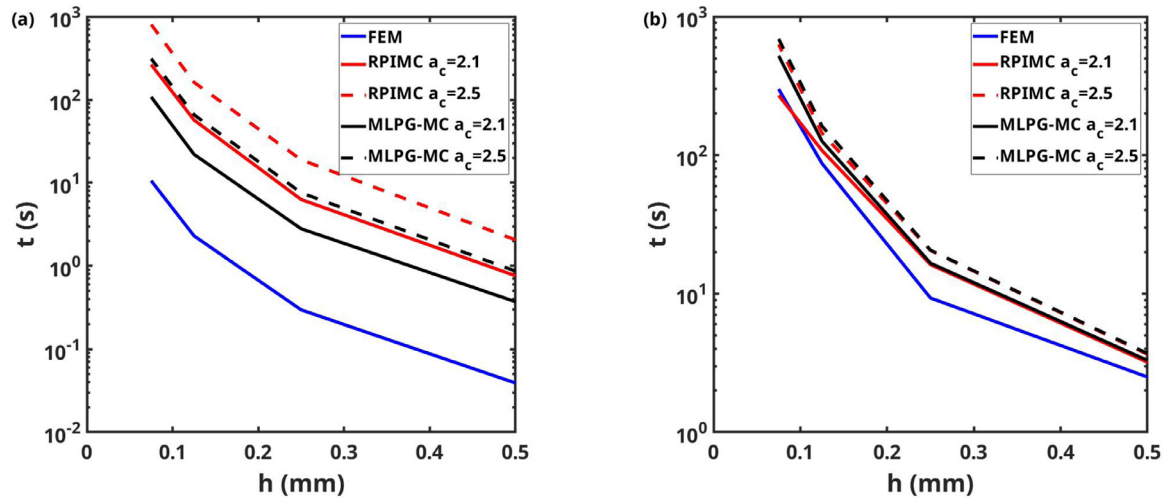 (a)
10³
10²
10¹
10⁰
10⁻¹
10⁻²
t (s)
FEM
RPIMC a_c=2.1
RPIMC a_c=2.5
MLPG-MC a_c=2.1
MLPG-MC a_c=2.5
0 0.1 0.2 0.3 0.4 0.5
h (mm)
(b)
10³
10²
10¹
10⁰
t (s)
FEM
RPIMC a_c=2.1
RPIMC a_c=2.5
MLPG-MC a_c=2.1
MLPG-MC a_c=2.5
0 0.1 0.2 0.3 0.4 0.5
h (mm)